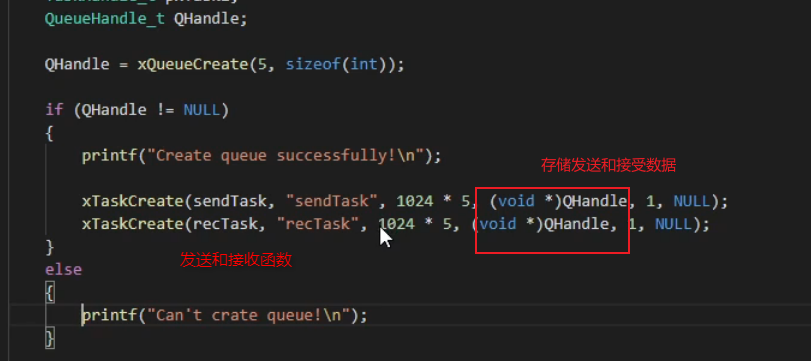 QueueHandle_t QHandle;
QHandle = xQueueCreate(5, sizeof(int));
if (QHandle != NULL)
{
printf("Create queue successfully!\n");
存储发送和接受数据
xTaskCreate(sendTask, "sendTask", 1024 * 5, (void *)QHandle, 1, NULL);
xTaskCreate(recTask, "recTask", 1024 * 5, (void *)QHandle, 1, NULL);
}
发送和接收函数
else
{
printf("Can't crate queue!\n");
}